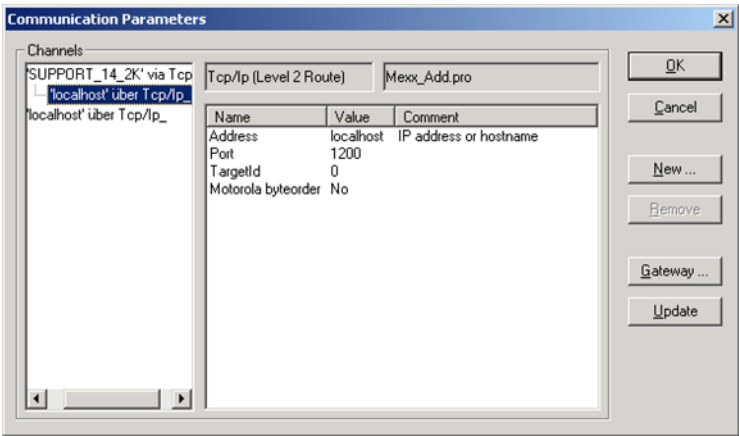 Communication Parameters
Channels
'SUPPORT_14_2K' via Tcp
'localhost' über Tcp/Ip_
'localhost' über Tcp/Ip_
Tcp/Ip (Level 2 Route) Mexx_Add.pro
Name Value Comment
Address localhost IP address or hostname
Port 1200
TargetId 0
Motorola byteorder No
OK
Cancel
New ...
Remove
Gateway ...
Update